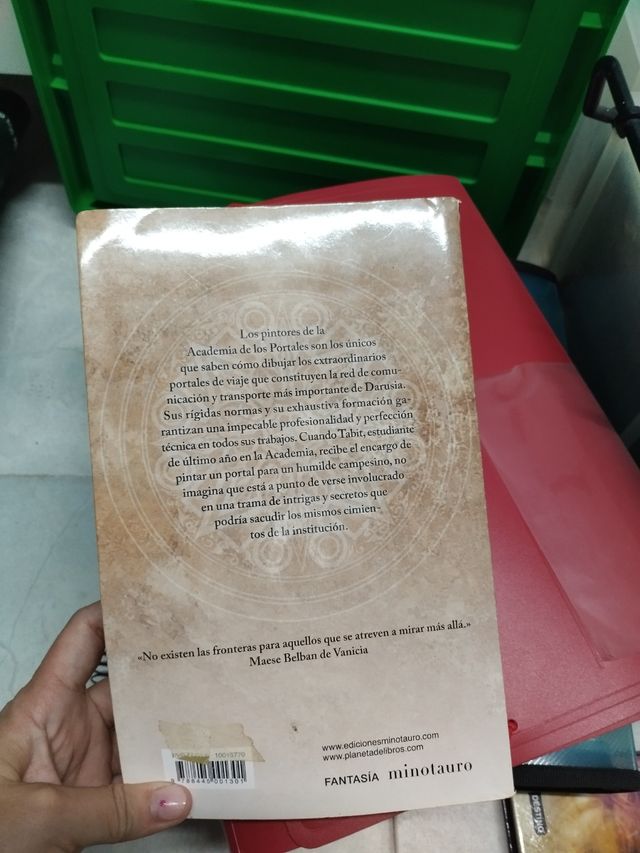 Los pintores de la
Academia de los Portales son los únicos
que saben cómo dibujar los extraordinarios
portales de viaje que constituyen la red de comu-
nicación y transporte más importante de Darusia.
Sus rígidas normas y su exhaustiva formación ga-
rantizan una impecable profesionalidad y perfección
técnica en todos sus trabajos. Cuando Tabit, estudiante
de último año en la Academia, recibe el encargo de
pintar un portal para un humilde campesino, no
imagina que está a punto de verse involucrado
en una trama de intrigas y secretos que
podría sacudir los mismos cimien-
tos de la institución.
«No existen las fronteras para aquellos que se atreven a mirar más allá.»
Maese Belban de Vanicia
10015770
9 788445 001301
www.edicionesminotauro.com
www.planetadelibros.com
FANTASÍA minotauro